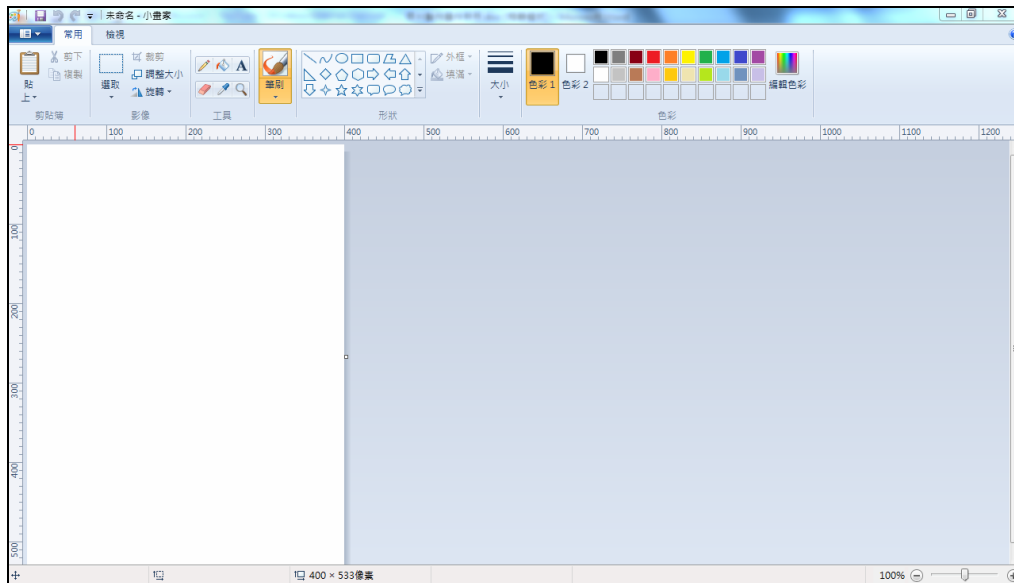 未命名 - 小畫家
常用 檢視
剪下 裁剪 外框
複製 調整大小 A 填滿
貼上 選取 旋轉 筆刷 大小 色彩 1 色彩 2 編輯色彩
剪貼簿 影像 工具 形狀 色彩
0 100 200 300 400 500 600 700 800 900 1000 1100 1200
0
100
200
300
400
500
400 × 533像素 100%